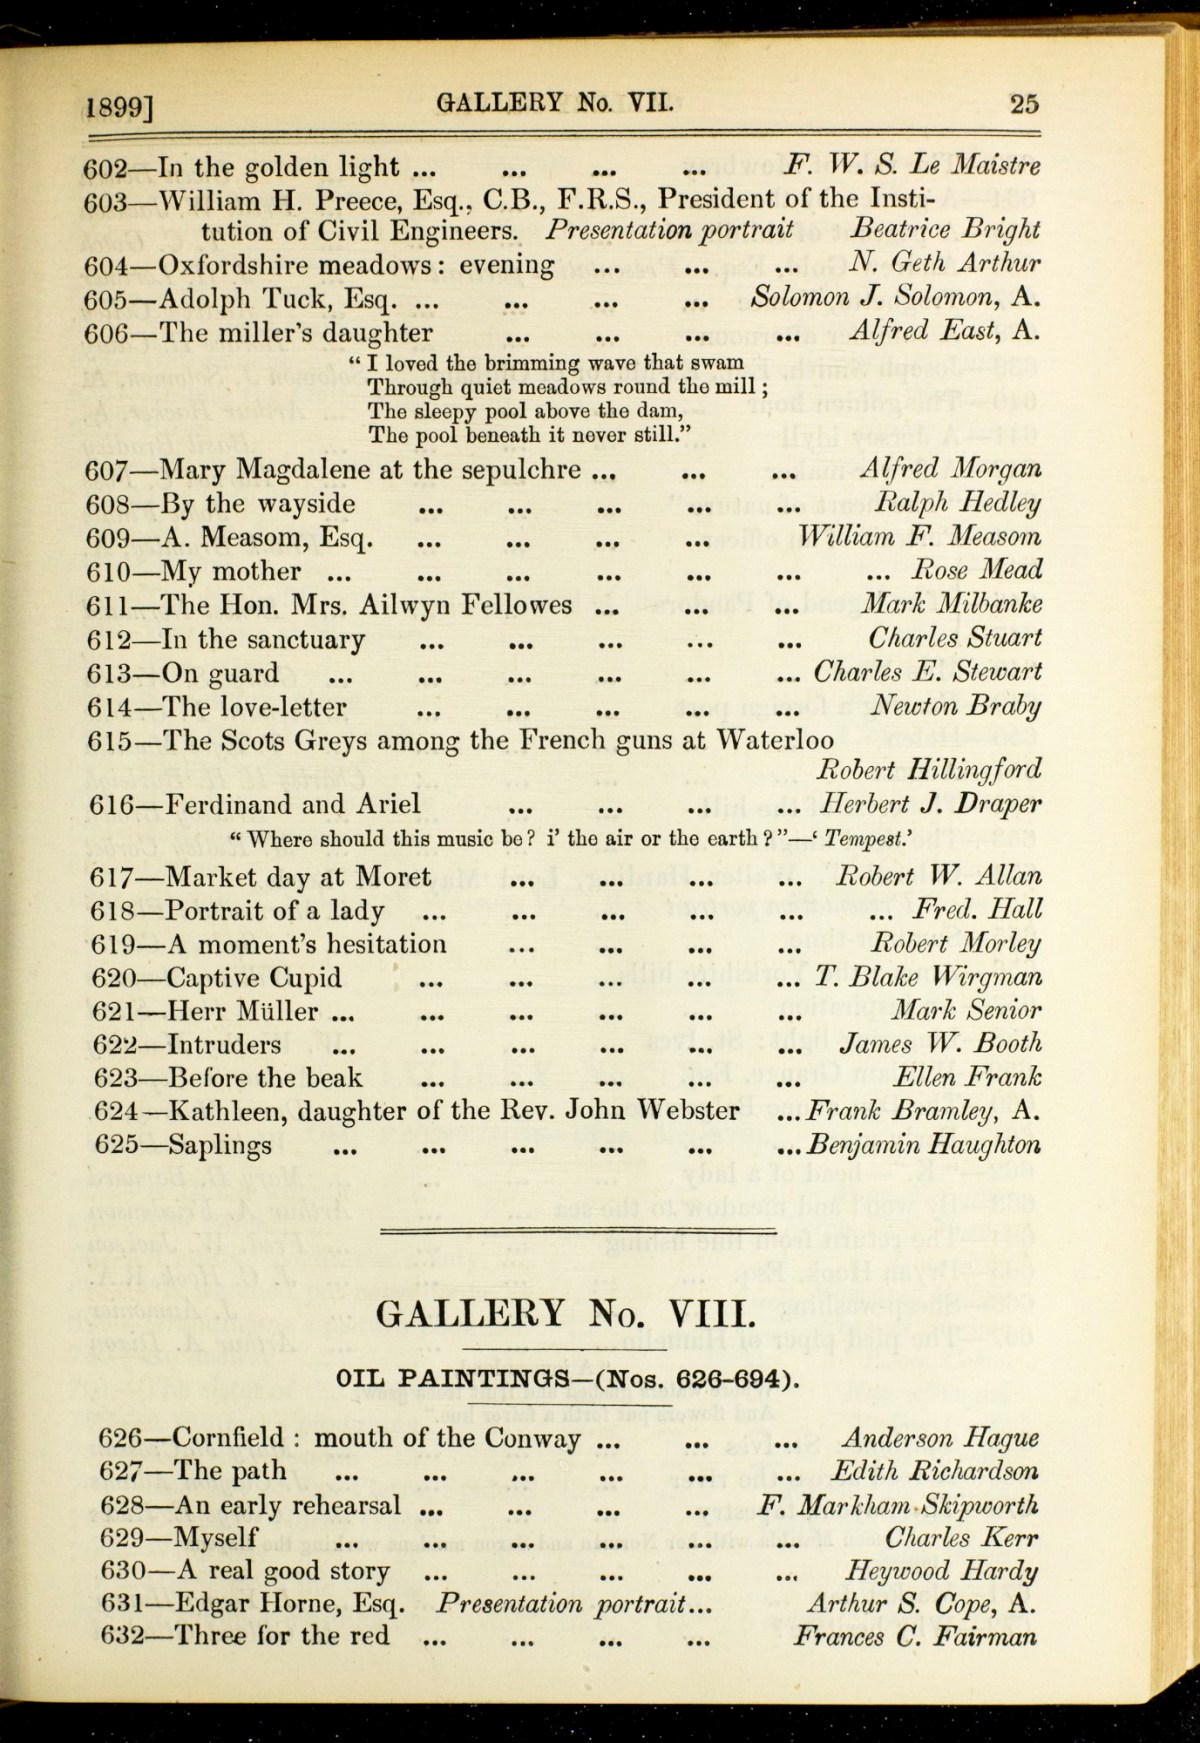 1899] GALLERY No. VII. 25
602—In the golden light ... ... ... ... F. W. S. Le Maistre
603—William H. Preece, Esq., C.B., F.R.S., President of the Insti-
tution of Civil Engineers. Presentation portrait Beatrice Bright
604—Oxfordshire meadows: evening ... ... ... N. Geth Arthur
605—Adolph Tuck, Esq. ... ... ... ... Solomon J. Solomon, A.
606—The miller's daughter ... ... ... ... Alfred East, A.
“ I loved the brimming wave that swam
Through quiet meadows round the mill ;
The sleepy pool above the dam,
The pool beneath it never still.”
607—Mary Magdalene at the sepulchre ... ... ... Alfred Morgan
608—By the wayside ... ... ... ... ... Ralph Hedley
609—A. Measom, Esq. ... ... ... ... William F. Measom
610—My mother ... ... ... ... ... ... ... Rose Mead
611—The Hon. Mrs. Ailwyn Fellowes ... ... ... Mark Milbanke
612—In the sanctuary ... ... ... ... ... Charles Stuart
613—On guard ... ... ... ... ... ... Charles E. Stewart
614—The love-letter ... ... ... ... ... Newton Braby
615—The Scots Greys among the French guns at Waterloo
Robert Hillingford
616—Ferdinand and Ariel ... ... ... ... Herbert J. Draper
“ Where should this music be? i' the air or the earth?”—‘ Tempest.’
617—Market day at Moret ... ... ... ... Robert W. Allan
618—Portrait of a lady ... ... ... ... ... ... Fred. Hall
619—A moment's hesitation ... ... ... ... Robert Morley
620—Captive Cupid ... ... ... ... ... T. Blake Wirgman
621—Herr Müller ... ... ... ... ... ... Mark Senior
622—Intruders ... ... ... ... ... ... James W. Booth
623—Before the beak ... ... ... ... ... Ellen Frank
624—Kathleen, daughter of the Rev. John Webster ... Frank Bramley, A.
625—Saplings ... ... ... ... ... ... Benjamin Haughton
GALLERY No. VIII.
OIL PAINTINGS—(Nos. 626-694).
626—Cornfield : mouth of the Conway ... ... ... Anderson Hague
627—The path ... ... ... ... ... ... Edith Richardson
628—An early rehearsal ... ... ... ... F. Markham Skipworth
629—Myself ... ... ... ... ... ... Charles Kerr
630—A real good story ... ... ... ... ... Heywood Hardy
631—Edgar Horne, Esq. Presentation portrait... Arthur S. Cope, A.
632—Three for the red ... ... ... ... Frances C. Fairman